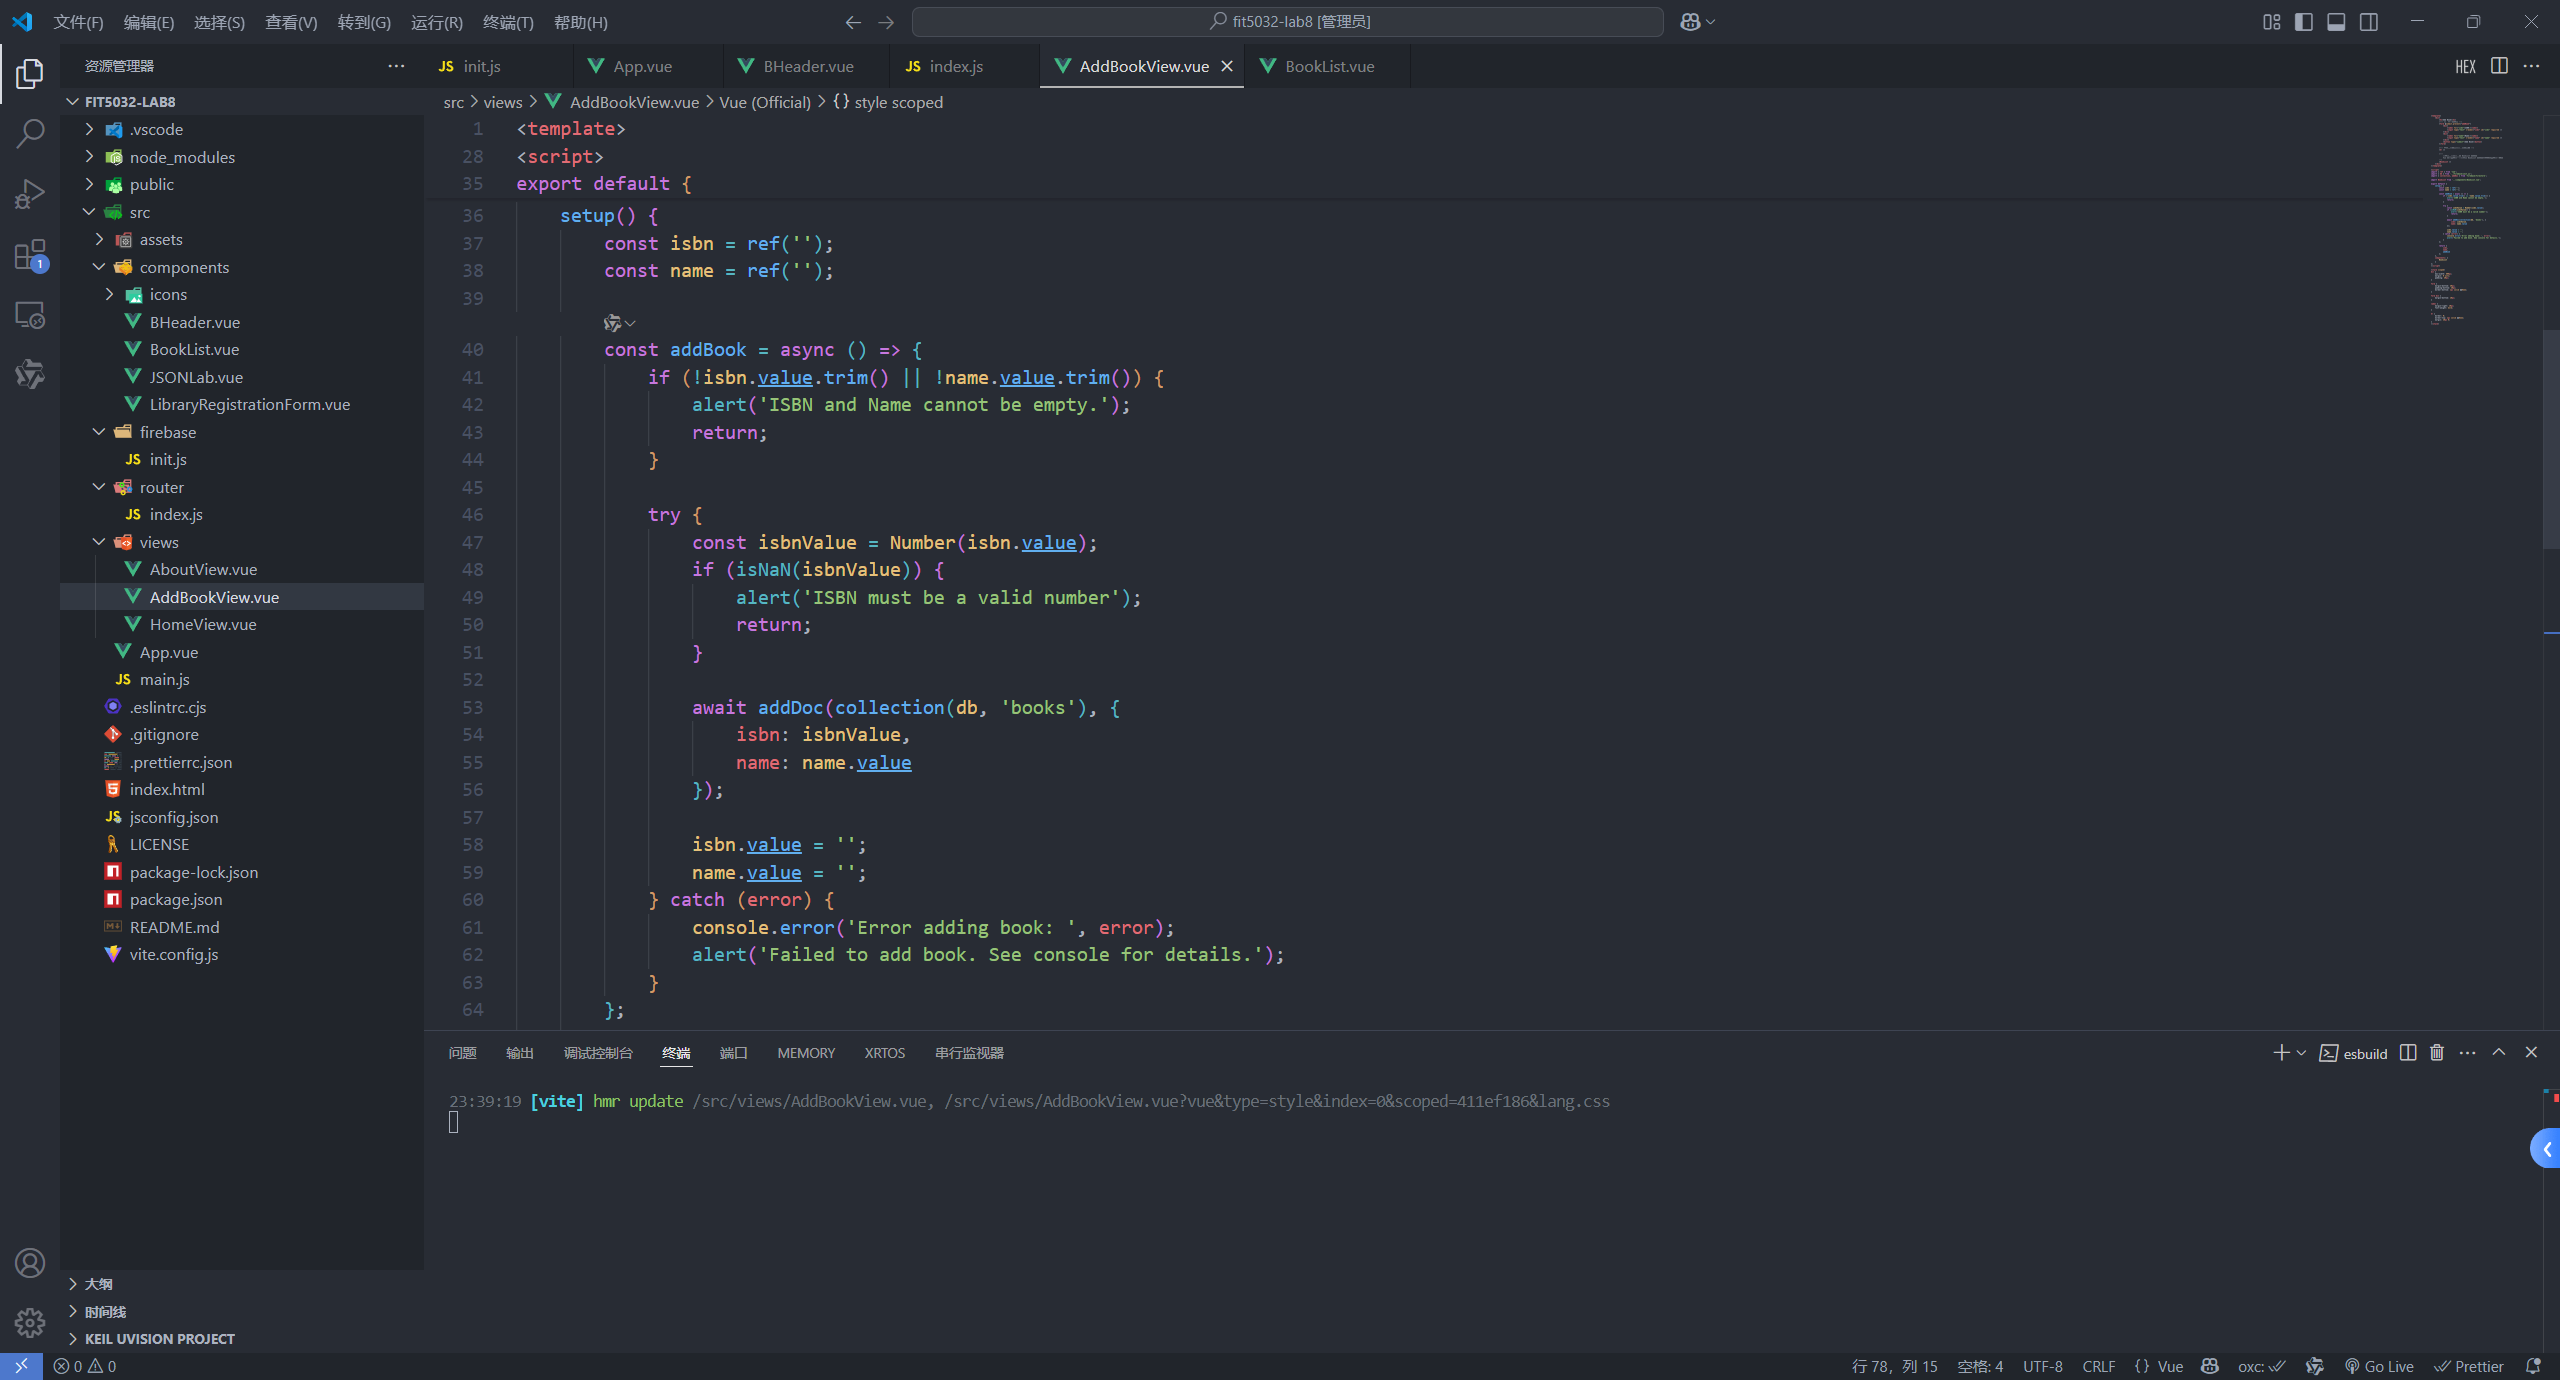 文件(F) 编辑(E) 选择(S) 查看(V) 转到(G) 运行(R) 终端(T) 帮助(H)
fit5032-lab8 [管理员]
资源管理器
JS init.js
App.vue
BHeader.vue
JS index.js
AddBookView.vue
BookList.vue
HEX
FIT5032-LAB8
.vscode
node_modules
public
src
assets
components
icons
BHeader.vue
BookList.vue
JSONLab.vue
LibraryRegistrationForm.vue
firebase
JS init.js
router
JS index.js
views
AboutView.vue
AddBookView.vue
HomeView.vue
App.vue
JS main.js
.eslintrc.cjs
.gitignore
.prettierrc.json
index.html
jsconfig.json
LICENSE
package-lock.json
package.json
README.md
vite.config.js
大纲
时间线
KEIL UVISION PROJECT
1
src > views > AddBookView.vue > Vue (Official) > {} style scoped
1 <template>
28 <script>
35 export default {
36 setup() {
37 const isbn = ref('');
38 const name = ref('');
39
40 const addBook = async () => {
41 if (!isbn.value.trim() || !name.value.trim()) {
42 alert('ISBN and Name cannot be empty.');
43 return;
44 }
45
46 try {
47 const isbnValue = Number(isbn.value);
48 if (isNaN(isbnValue)) {
49 alert('ISBN must be a valid number');
50 return;
51 }
52
53 await addDoc(collection(db, 'books'), {
54 isbn: isbnValue,
55 name: name.value
56 });
57
58 isbn.value = '';
59 name.value = '';
60 } catch (error) {
61 console.error('Error adding book: ', error);
62 alert('Failed to add book. See console for details.');
63 }
64 };
问题 输出 调试控制台 终端 端口 MEMORY XRTOS 串行监视器
esbuild
23:39:19 [vite] hmr update /src/views/AddBookView.vue, /src/views/AddBookView.vue?vue&type=style&index=0&scoped=411ef186&lang.css
0 0
行 78，列 15 空格: 4 UTF-8 CRLF {} Vue oxc: Go Live Prettier